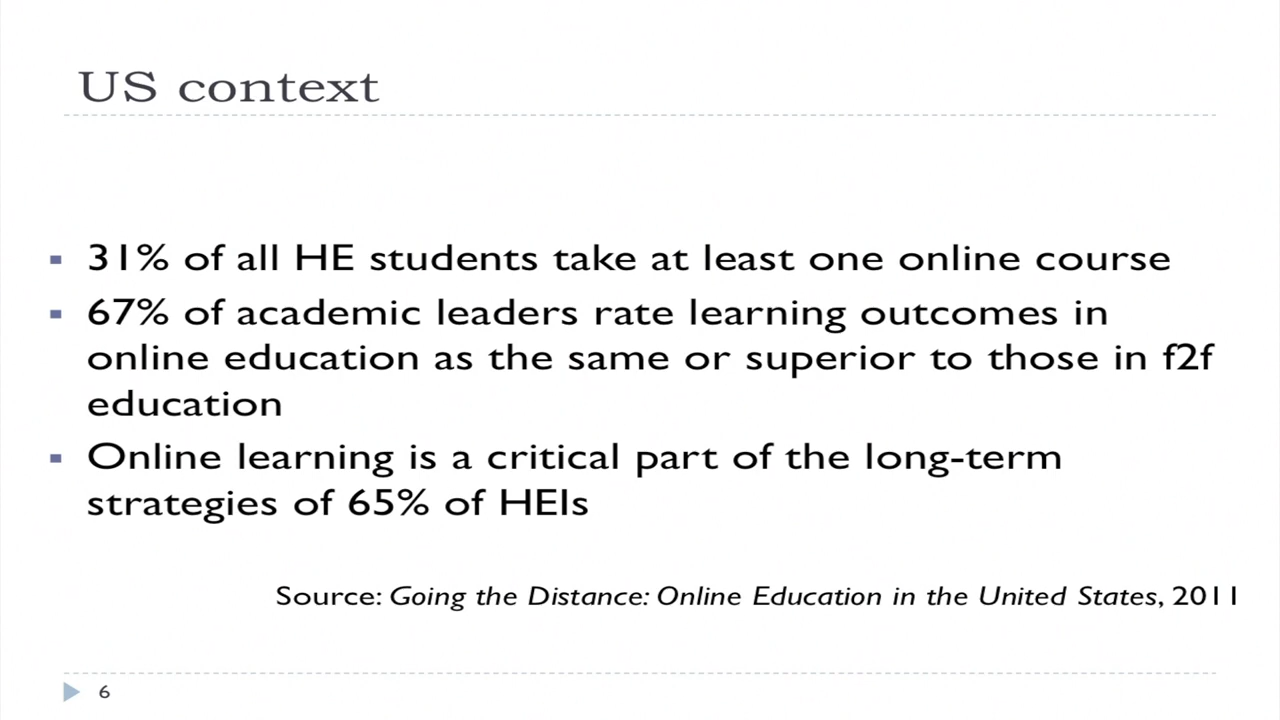 US context
31% of all HE students take at least one online course
67% of academic leaders rate learning outcomes in
online education as the same or superior to those in f2f
education
Online learning is a critical part of the long-term
strategies of 65% of HEIs
Source: Going the Distance: Online Education in the United States, 2011
6